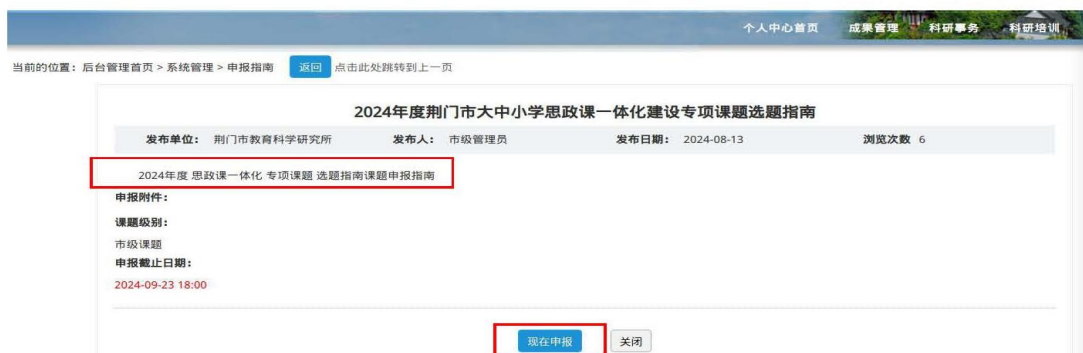 个人中心首页 成果管理 科研事务 科研培训
当前的位置：后台管理首页 > 系统管理 > 申报指南 返回 点击此处跳转到上一页
2024年度荆门市大中小学思政课一体化建设专项课题选题指南
发布单位： 荆门市教育科学研究所 发布人： 市级管理员 发布日期： 2024-08-13 浏览次数 6
2024年度 思政课一体化 专项课题 选题指南课题申报指南
申报附件：
课题级别：
市级课题
申报截止日期：
2024-09-23 18:00
现在申报 关闭